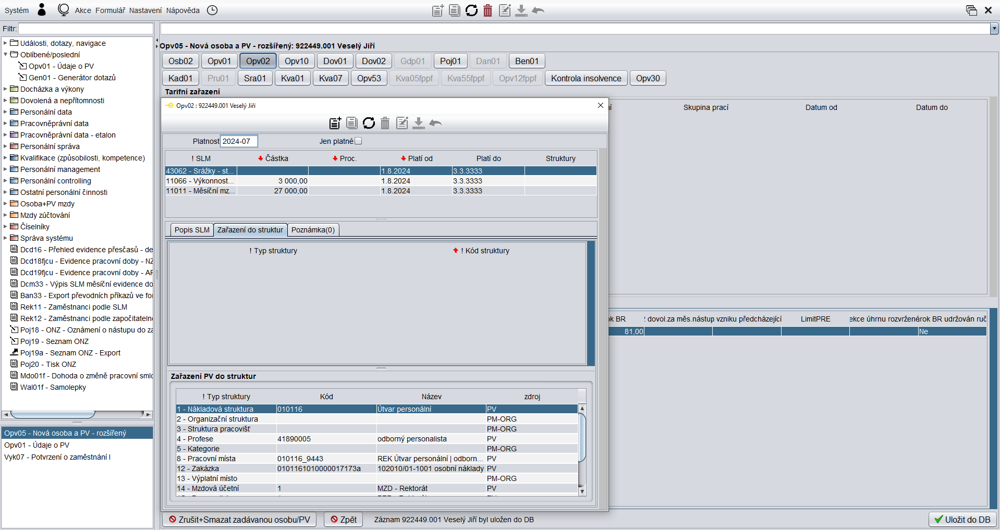 Systém Akce Formulář Nastavení Nápověda
Filtr:
Události, dotazy, navigace
Oblíbené/poslední
Opv01 - Údaje o PV
Gen01 - Generátor dotazů
Docházka a výkony
Dovolená a nepřítomnosti
Personální data
Pracovněprávní data
Pracovněprávní data - etalon
Personální správa
Kvalifikace (způsobilosti, kompetence)
Personální management
Personální controlling
Ostatní personální činnosti
Osoba+PV mzdy
Mzdy zúčtování
Číselníky
Správa systému
Dcd16 - Přehled evidence přesčasů - de
Dcd18fjcu - Evidence pracovní doby - NZ
Dcd19fjcu - Evidence pracovní doby - AF
Dcm33 - Výpis SLM měsíční evidence do
Ban33 - Export převodních příkazů ve for
Rek11 - Zaměstnanci podle SLM
Rek12 - Zaměstnanci podle započitatelné
Poj18 - ONZ - Oznámení o nástupu do za
Poj19 - Seznam ONZ
Poj19a - Seznam ONZ - Export
Poj20 - Tisk ONZ
Mdo01f - Dohoda o změně pracovní smlo
Wal01f - Samolepky
Opv05 - Nová osoba a PV - rozšířený
Opv01 - Údaje o PV
Vyk07 - Potvrzení o zaměstnání I
Opv05 - Nová osoba a PV - rozšířený: 922449.001 Veselý Jiří
Osb02 Opv01 Opv02 Opv10 Dov01 Dov02 Gdp01 Poj01 Dan01 Ben01
Kad01 Pru01 Sra01 Kva01 Kva07 Opv53 Kva05fppf Kva55fppf Opv12fppf Kontrola insolvence Opv30
Tarifní zařazení
Skupina prací Datum od Datum do
Opv02 : 922449.001 Veselý Jiří
Platnost 2024-07 Jen platné
! SLM Částka Proc. Platí od Platí do Struktury
43062 - Srážky - st... 1.8.2024 3.3.3333
11066 - Výkonnost... 3 000,00 1.8.2024 3.3.3333
11011 - Měsíční mz... 27 000,00 1.8.2024 3.3.3333
Popis SLM Zařazení do struktur Poznámka(0)
! Typ struktury ! Kód struktury
Zařazení PV do struktur
! Typ struktury Kód Název zdroj
1 - Nákladová struktura 010116 Útvar personální PV
2 - Organizační struktura PM-ORG
3 - Struktura pracovišť PM-ORG
4 - Profese 41890005 odborný personalista PV
5 - Kategorie PM-ORG
8 - Pracovní místa 010116_9443 REK Útvar personální | odborn... PV
12 - Zakázka 0101161010000017173a 102010/01-1001 osobní náklady PV
13 - Výplatní místo PM-ORG
14 - Mzdová účetní 1 MZD - Rektorát PV
ok BR dovol.za měs.nástup vzniku předcházející LimitPRE ekce úhrnu rozvržené rok BR udržován ruč
81,00 Ne
Zrušit+Smazat zadávanou osobu/PV Zpět Záznam 922449.001 Veselý Jiří byl uložen do DB Uložit do DB